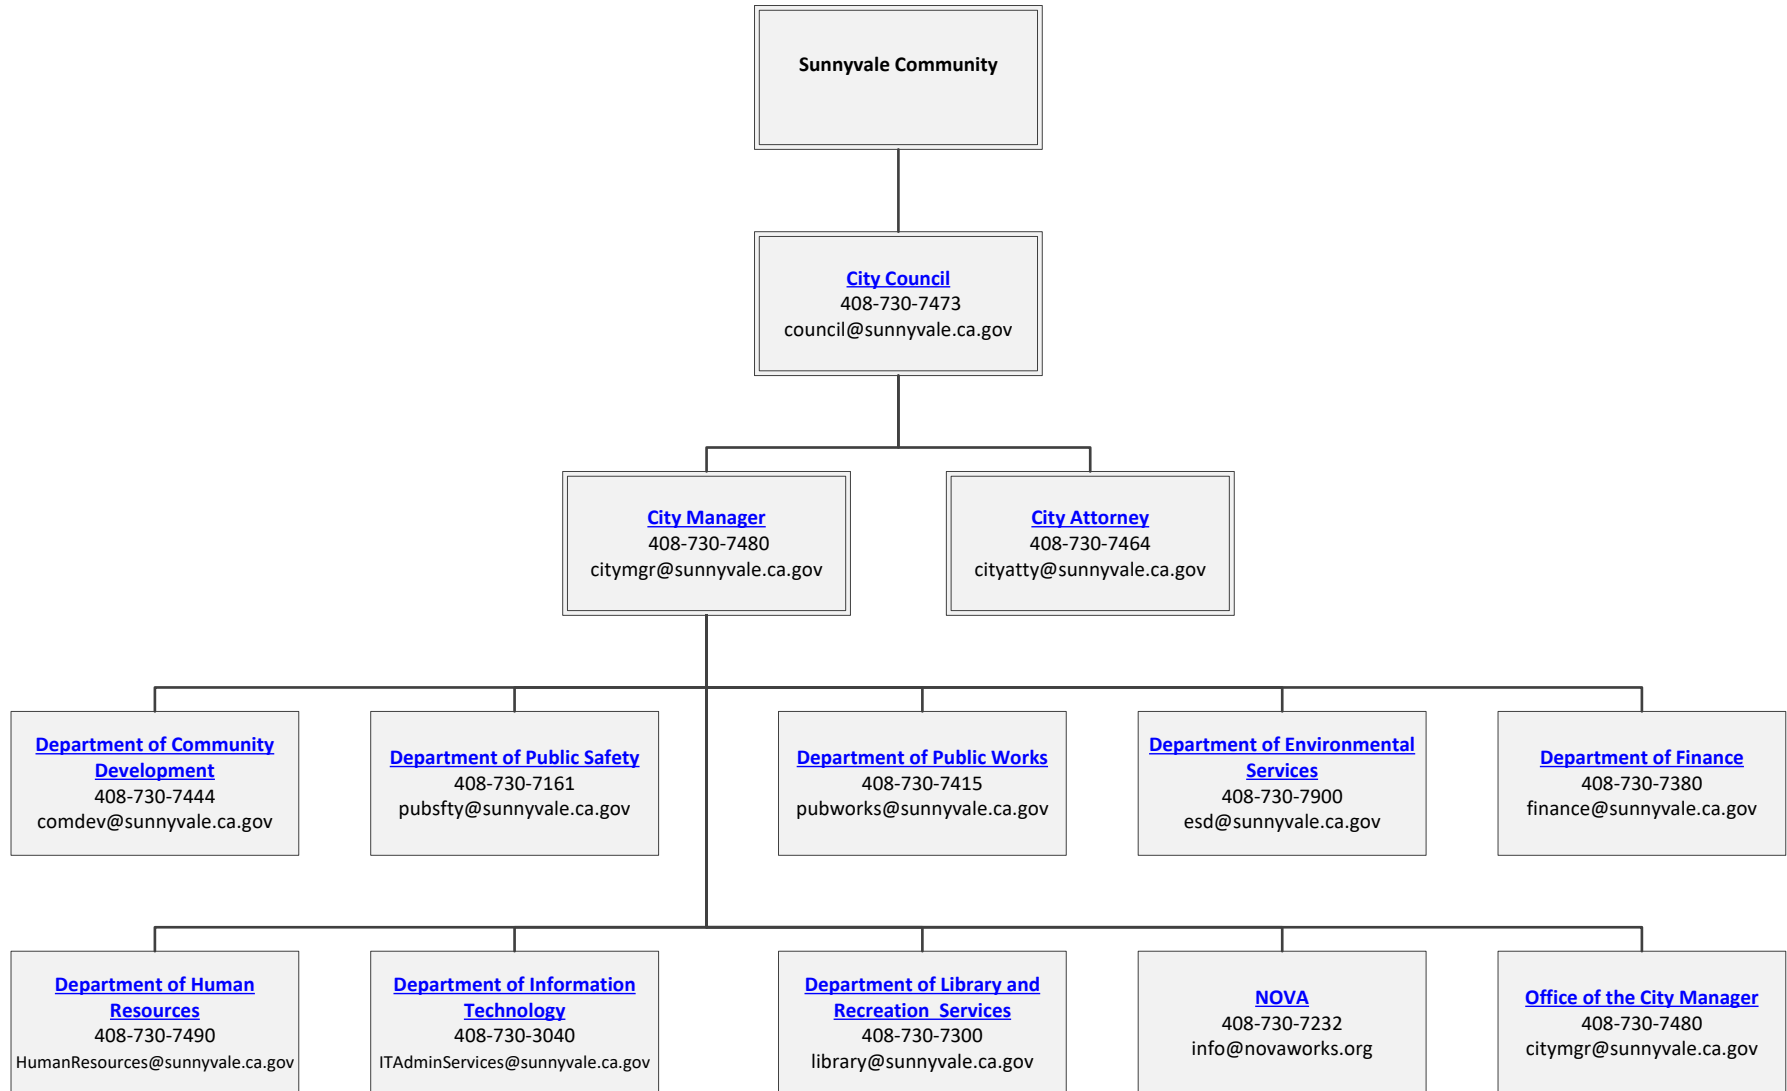 Sunnyvale Community
City Council
408-730-7473
council@sunnyvale.ca.gov
City Manager
408-730-7480
citymgr@sunnyvale.ca.gov
City Attorney
408-730-7464
cityatty@sunnyvale.ca.gov
Department of Community
Development
408-730-7444
comdev@sunnyvale.ca.gov
Department of Public Safety
408-730-7161
pubsfty@sunnyvale.ca.gov
Department of Public Works
408-730-7415
pubworks@sunnyvale.ca.gov
Department of Environmental
Services
408-730-7900
esd@sunnyvale.ca.gov
Department of Finance
408-730-7380
finance@sunnyvale.ca.gov
Department of Human
Resources
408-730-7490
HumanResources@sunnyvale.ca.gov
Department of Information
Technology
408-730-3040
ITAdminServices@sunnyvale.ca.gov
Department of Library and
Recreation  Services
408-730-7300
library@sunnyvale.ca.gov
NOVA
408-730-7232
info@novaworks.org
Office of the City Manager
408-730-7480
citymgr@sunnyvale.ca.gov